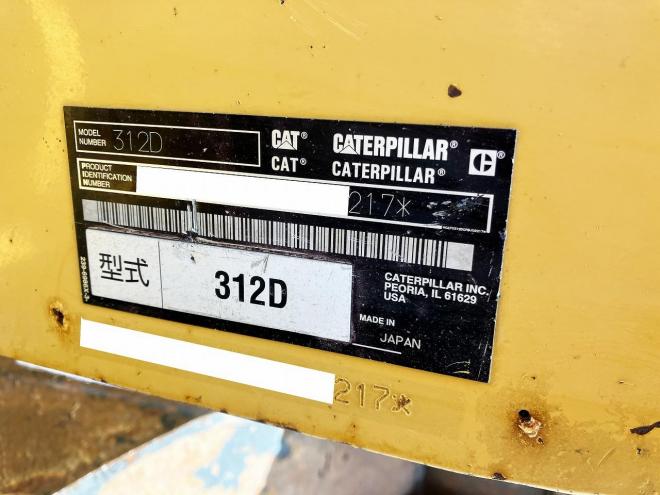 MODEL
NUMBER 312D
CAT® CATERPILLAR®
CAT® CATERPILLAR®
PRODUCT
IDENTIFICATION
NUMBER
217*
型式 312D
CATERPILLAR INC.
PEORIA, IL 61629
USA
MADE IN
JAPAN
217*